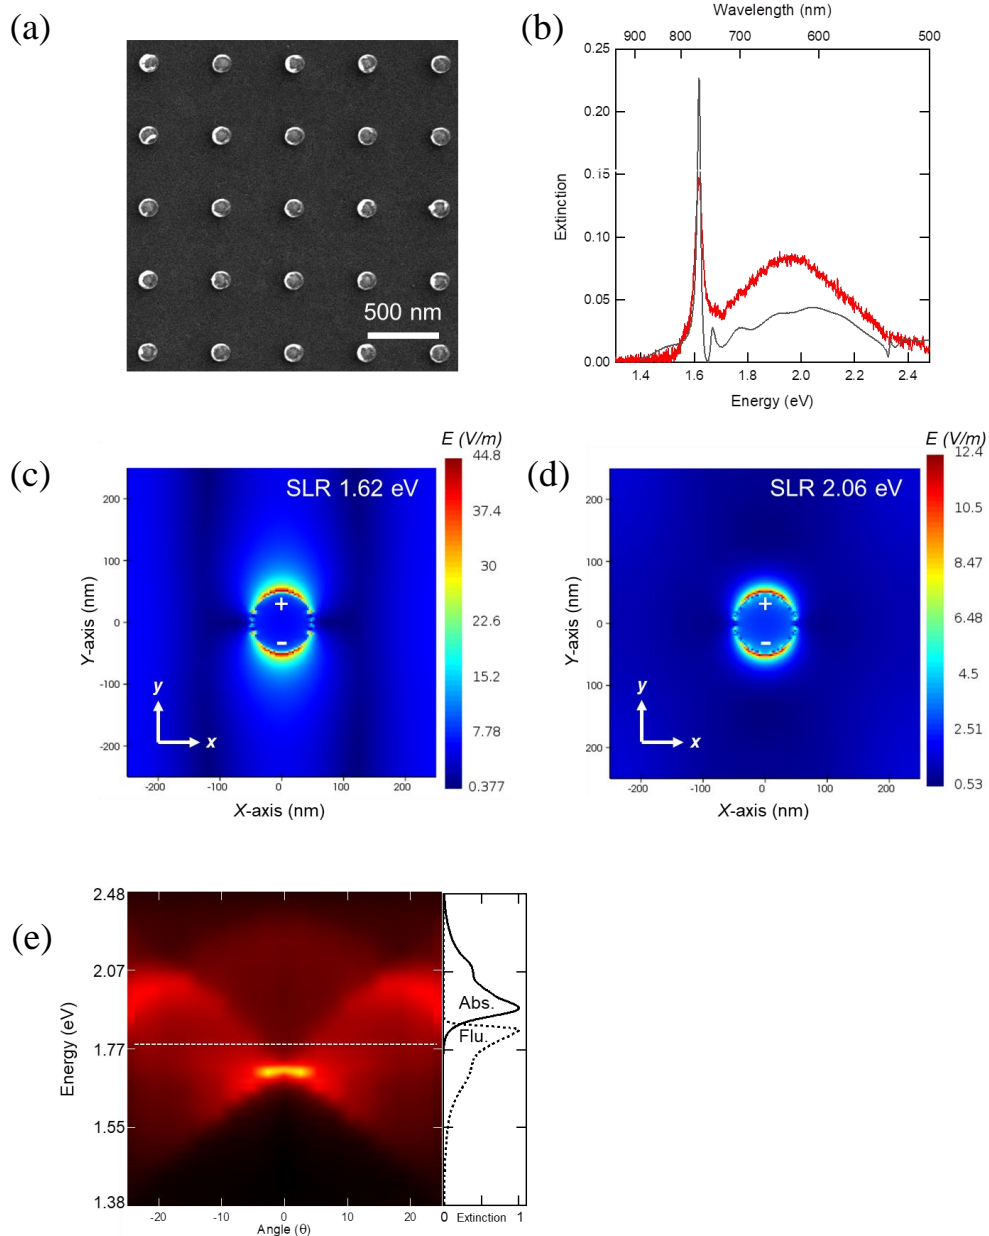 (a)
500 nm
(b)
Wavelength (nm)
900 800 700 600 500
0.25
0.20
0.15
0.10
0.05
0.00
Extinction
1.4 1.6 1.8 2.0 2.2 2.4
Energy (eV)
(c)
E (V/m)
SLR 1.62 eV
44.8
37.4
30
22.6
15.2
7.78
0.377
200
100
0
-100
-200
Y-axis (nm)
+
−
y
x
-200 -100 0 100 200
X-axis (nm)
(d)
E (V/m)
SLR 2.06 eV
12.4
10.5
8.47
6.48
4.5
2.51
0.53
200
100
0
-100
200
Y-axis (nm)
+
−
y
x
-200 -100 0 100 200
X-axis (nm)
(e)
2.48
2.07
1.77
1.55
1.38
Energy (eV)
-20 -10 0 10 20
Angle (θ)
Abs.
Flu.
0 Extinction 1